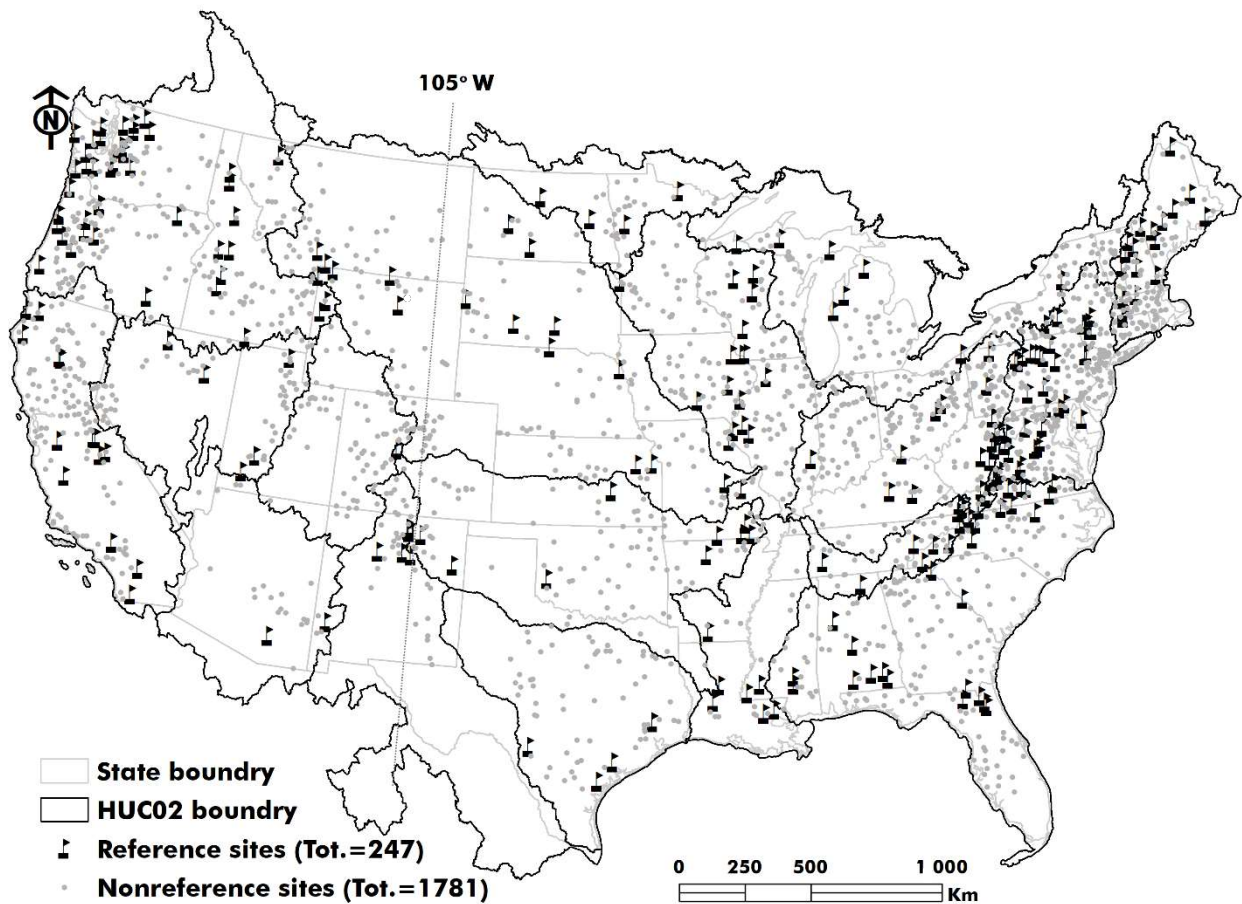 105° W
N
State boundry
HUC02 boundry
Reference sites (Tot.=247)
Nonreference sites (Tot.=1781)
0 250 500 1 000
Km